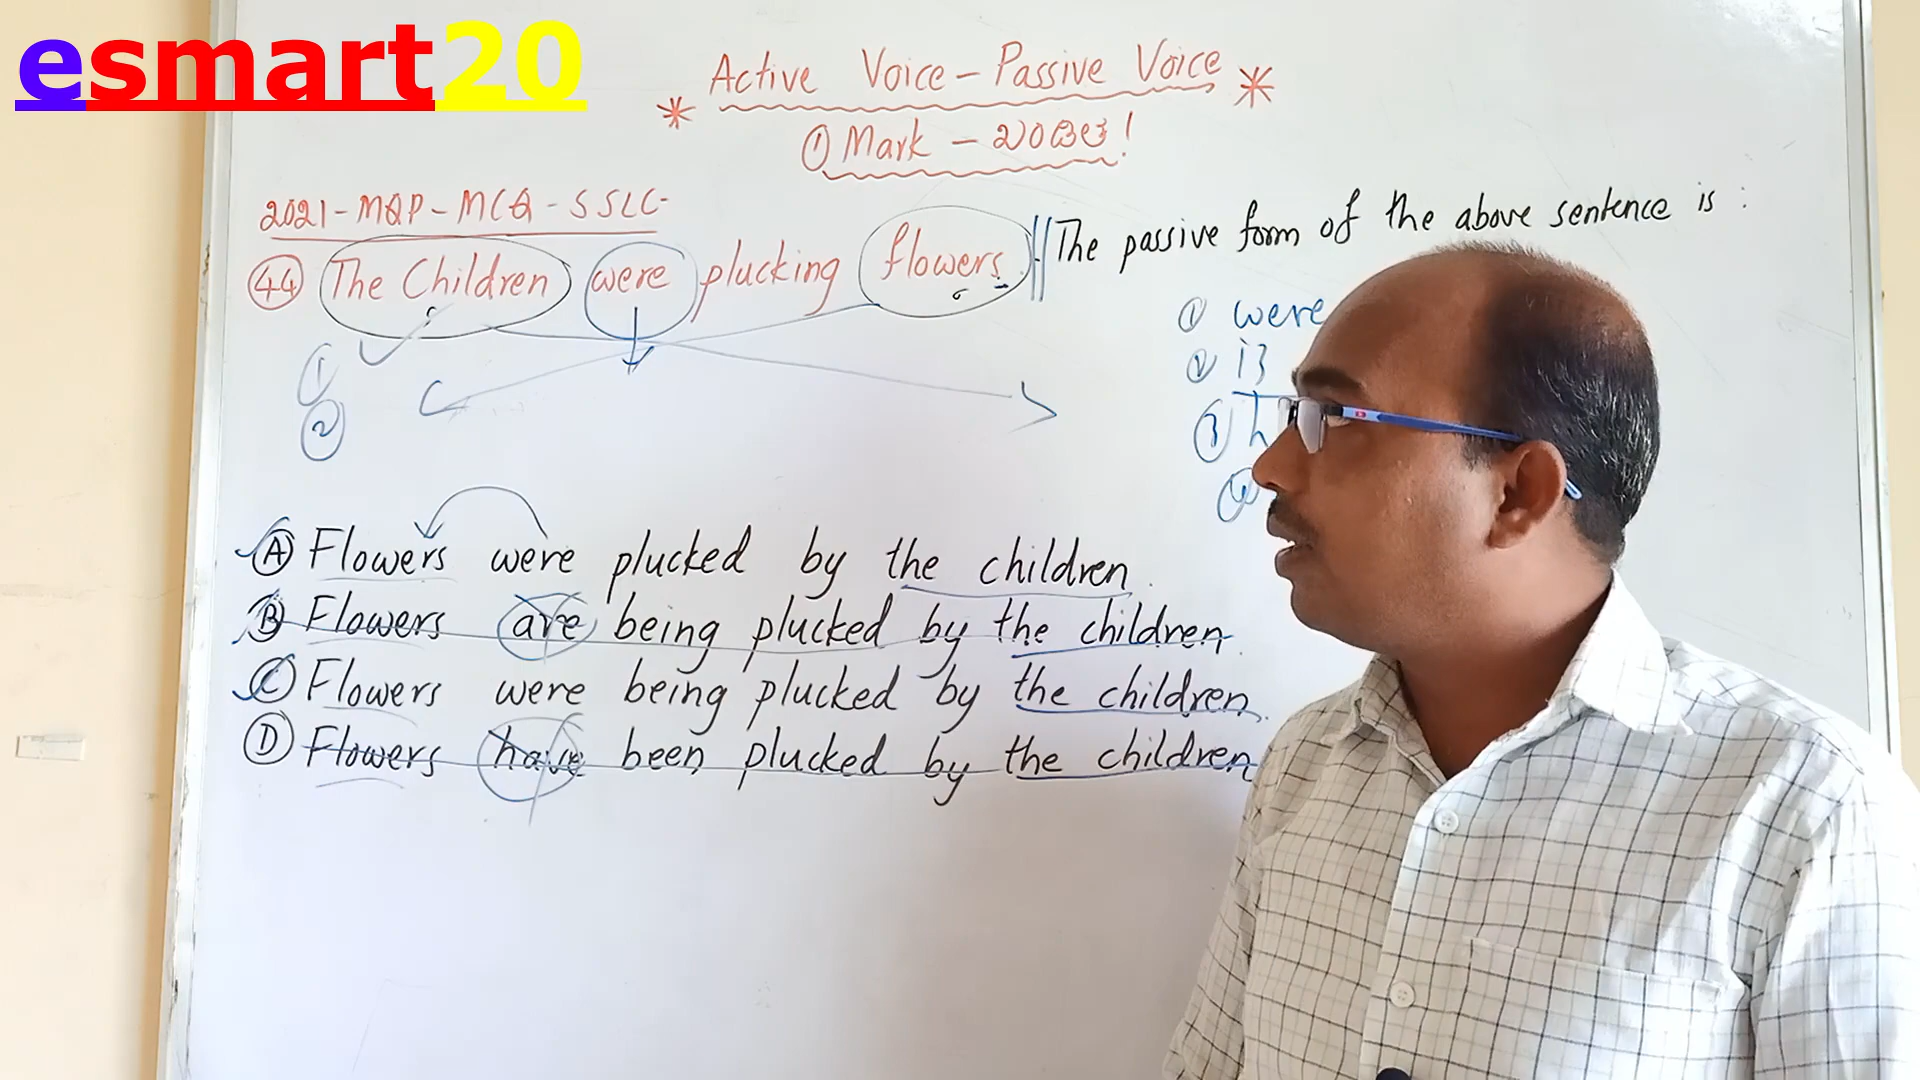 esmart20
Active Voice - Passive Voice
① Mark - ಖಂಡಿತ!
2021-MQP-MCQ-SSLC-
44 The Children were plucking flowers. || The passive form of the above sentence is :
① were
② is
③ h
④
①
②
Ⓐ Flowers were plucked by the children.
Ⓑ Flowers are being plucked by the children.
Ⓒ Flowers were being plucked by the children.
Ⓓ Flowers have been plucked by the children